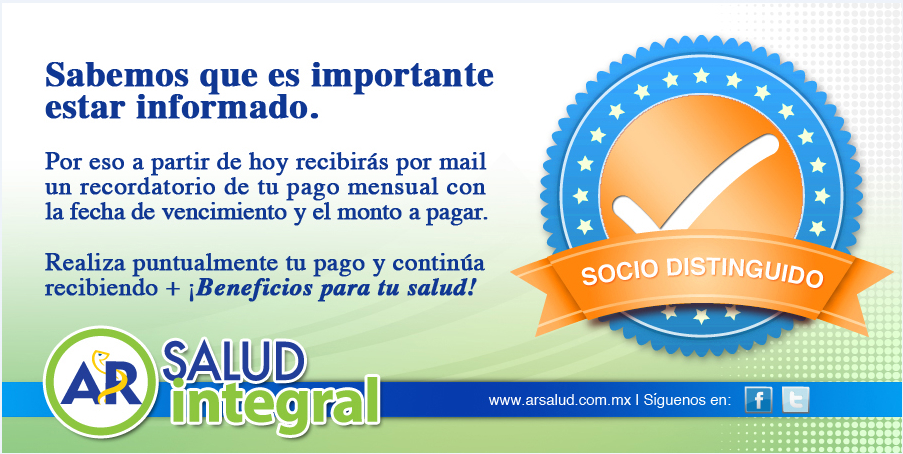 Sabemos que es importante
estar informado.
Por eso a partir de hoy recibirás por mail
un recordatorio de tu pago mensual con
la fecha de vencimiento y el monto a pagar.
Realiza puntualmente tu pago y continúa
recibiendo + ¡Beneficios para tu salud!
SOCIO DISTINGUIDO
AR SALUD
integral
www.arsalud.com.mx | Síguenos en: f t